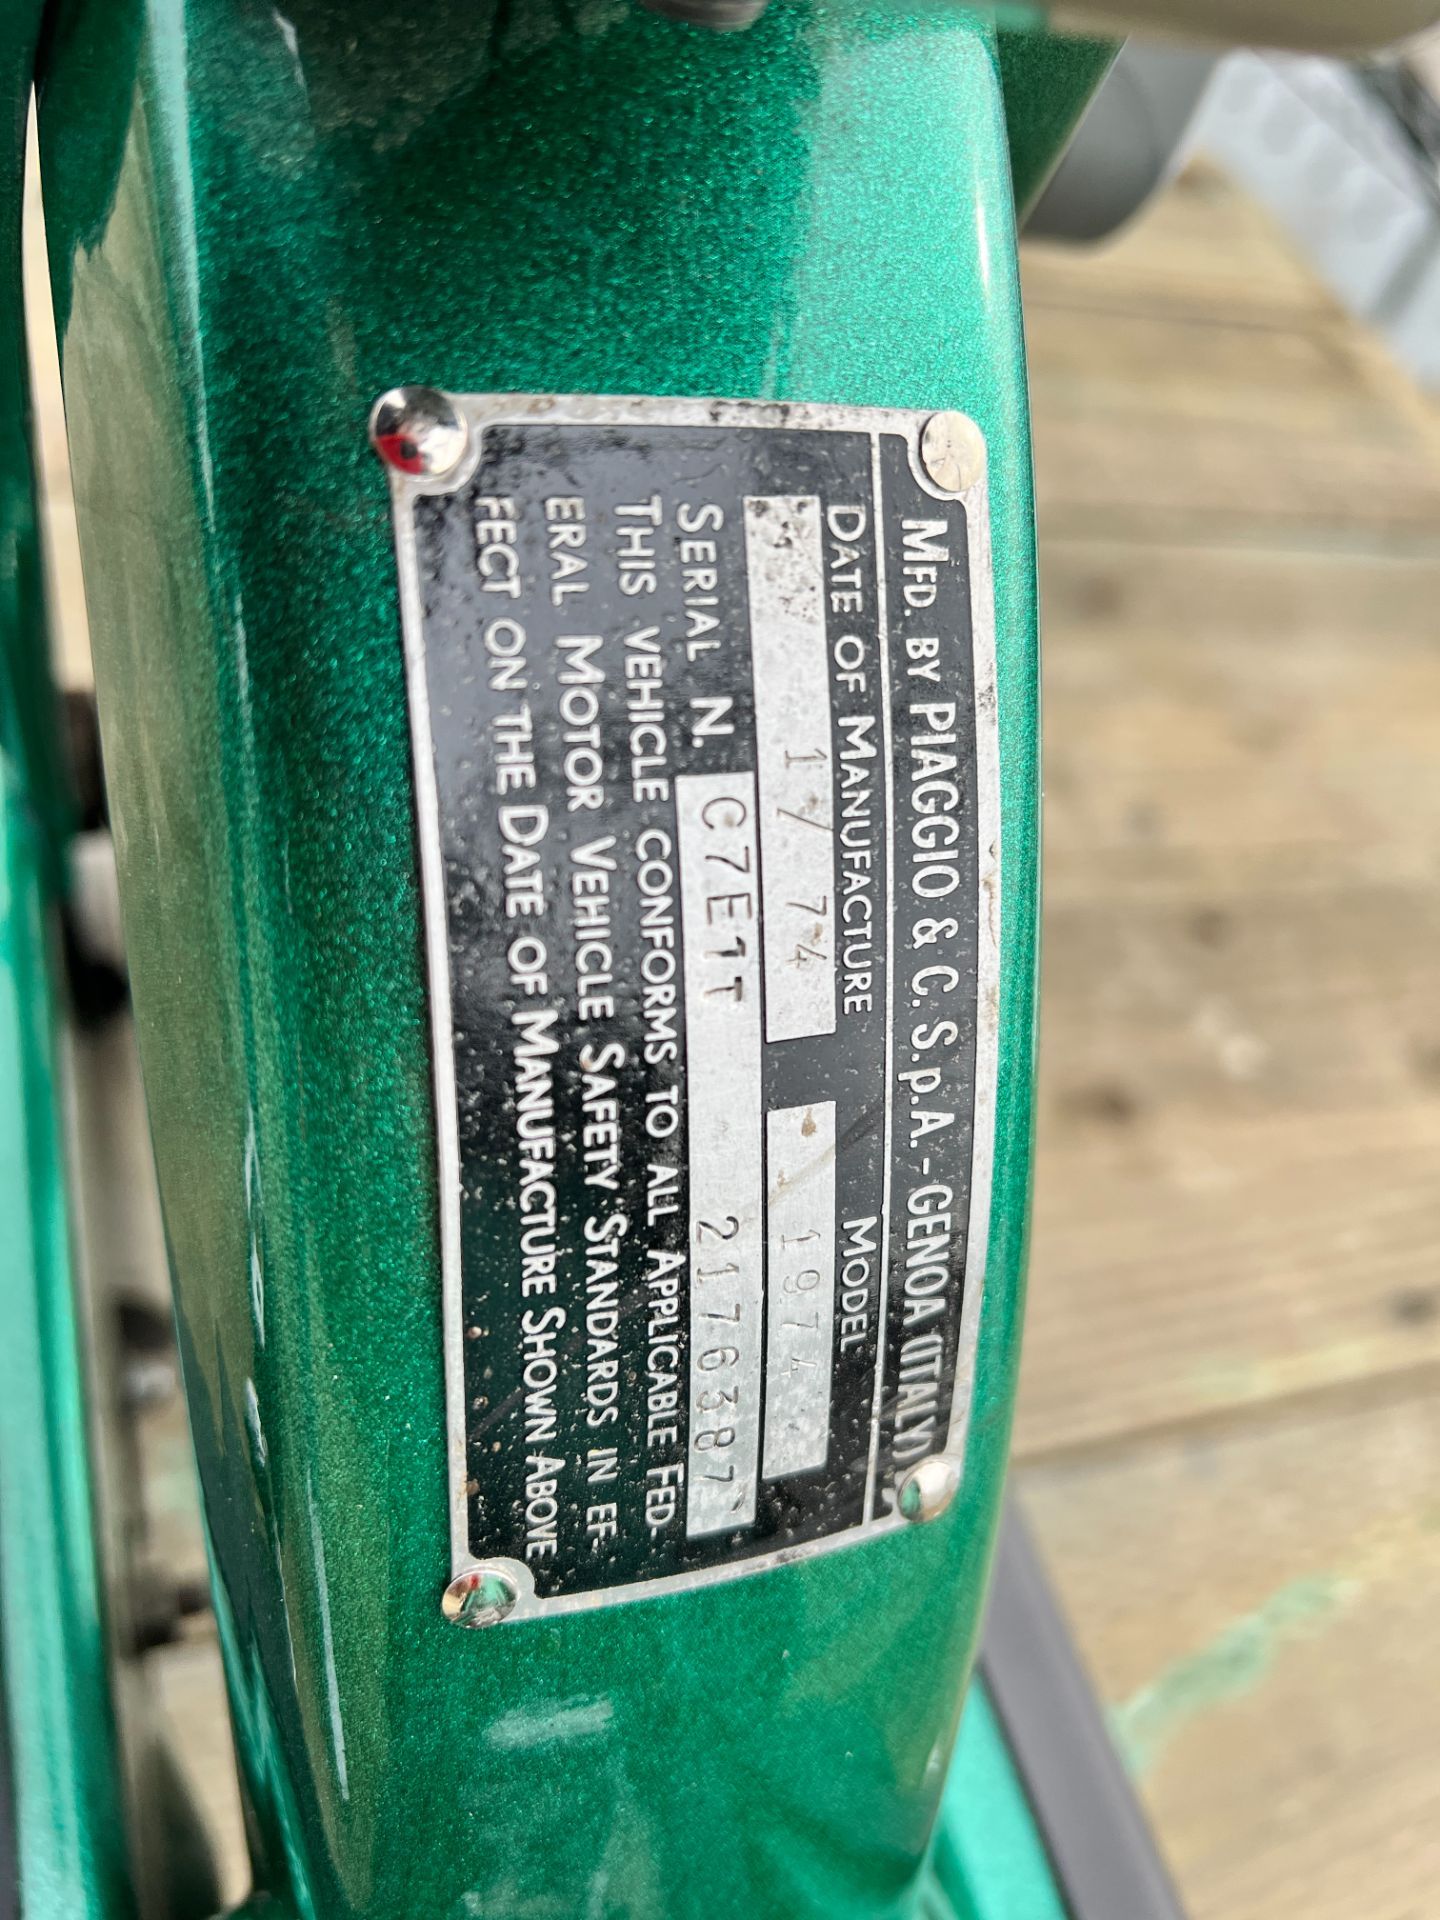 MFD. BY PIAGGIO & C. S.p.A. - GENOA (ITALY)
DATE OF MANUFACTURE MODEL
1/74 1974
SERIAL N. C7E1T 2176387
THIS VEHICLE CONFORMS TO ALL APPLICABLE FED-
ERAL MOTOR VEHICLE SAFETY STANDARDS IN EF-
FECT ON THE DATE OF MANUFACTURE SHOWN ABOVE